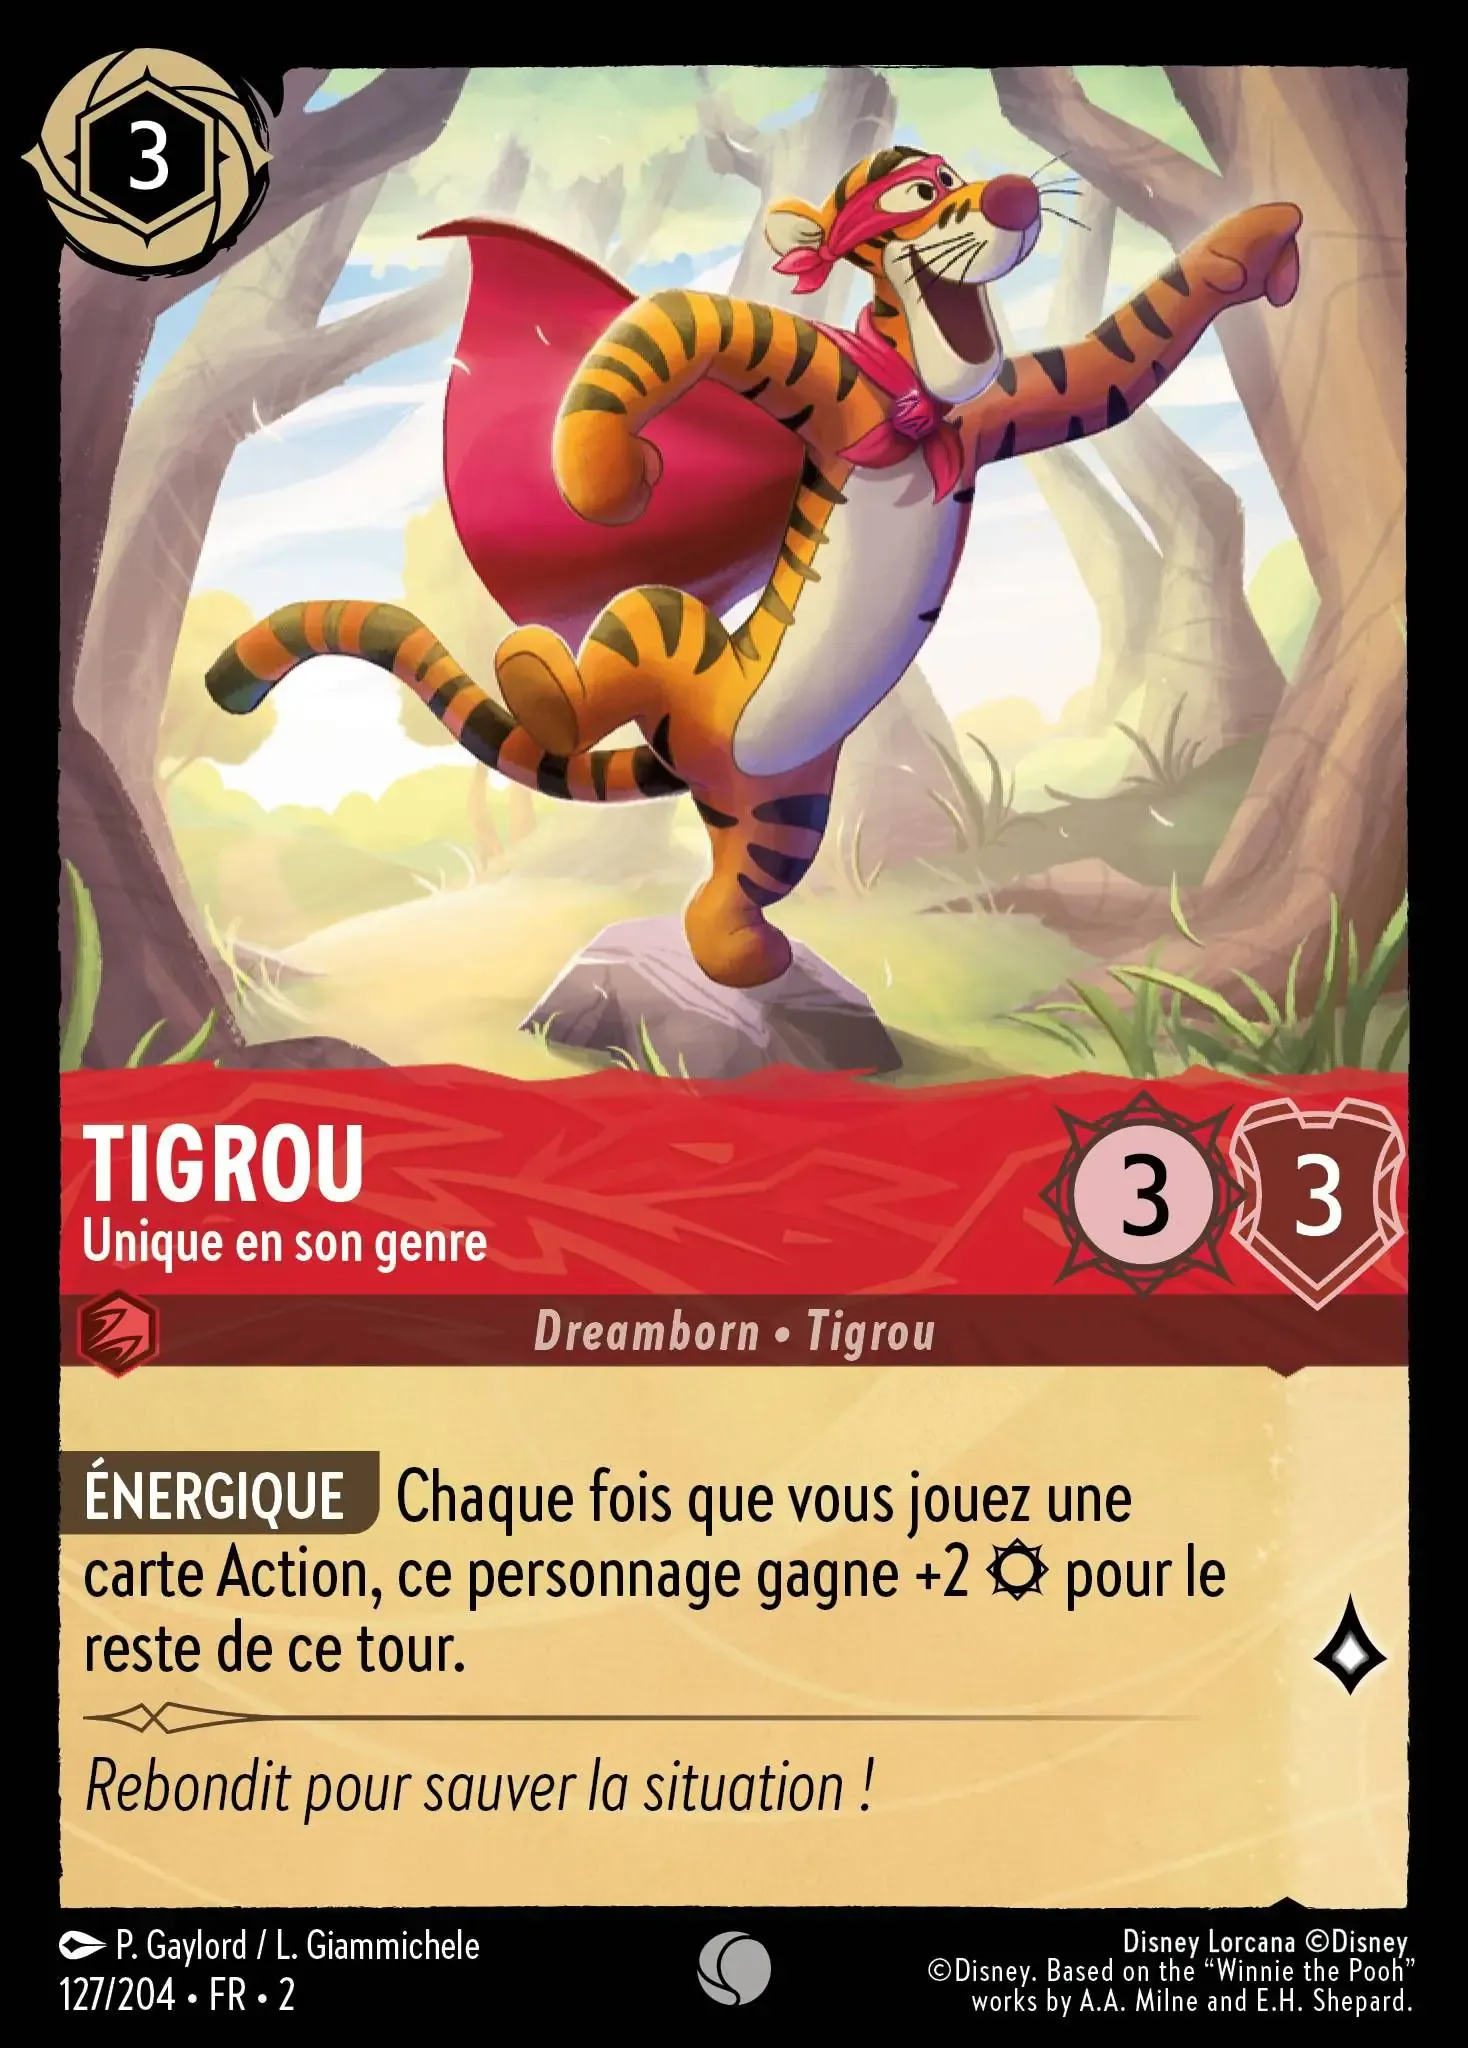 3
TIGROU
Unique en son genre
3
3
Dreamborn • Tigrou
ÉNERGIQUE Chaque fois que vous jouez une
carte Action, ce personnage gagne +2 pour le
reste de ce tour.
Rebondit pour sauver la situation !
P. Gaylord / L. Giammichele
127/204 • FR • 2
Disney Lorcana ©Disney
©Disney. Based on the “Winnie the Pooh”
works by A.A. Milne and E.H. Shepard.